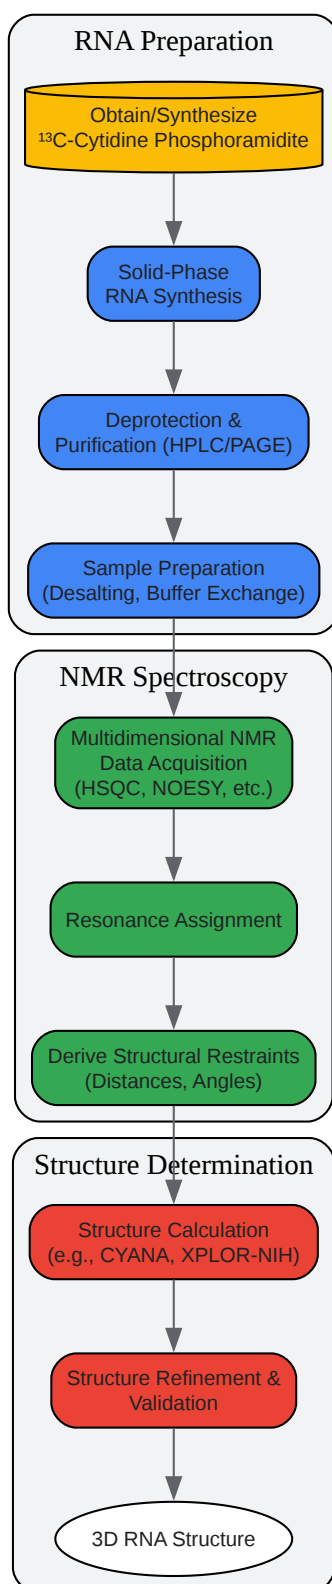 RNA Preparation
Obtain/Synthesize
¹³C-Cytidine Phosphoramidite
Solid-Phase
RNA Synthesis
Deprotection &
Purification (HPLC/PAGE)
Sample Preparation
(Desalting, Buffer Exchange)
NMR Spectroscopy
Multidimensional NMR
Data Acquisition
(HSQC, NOESY, etc.)
Resonance Assignment
Derive Structural Restraints
(Distances, Angles)
Structure Determination
Structure Calculation
(e.g., CYANA, XPLOR-NIH)
Structure Refinement &
Validation
3D RNA Structure